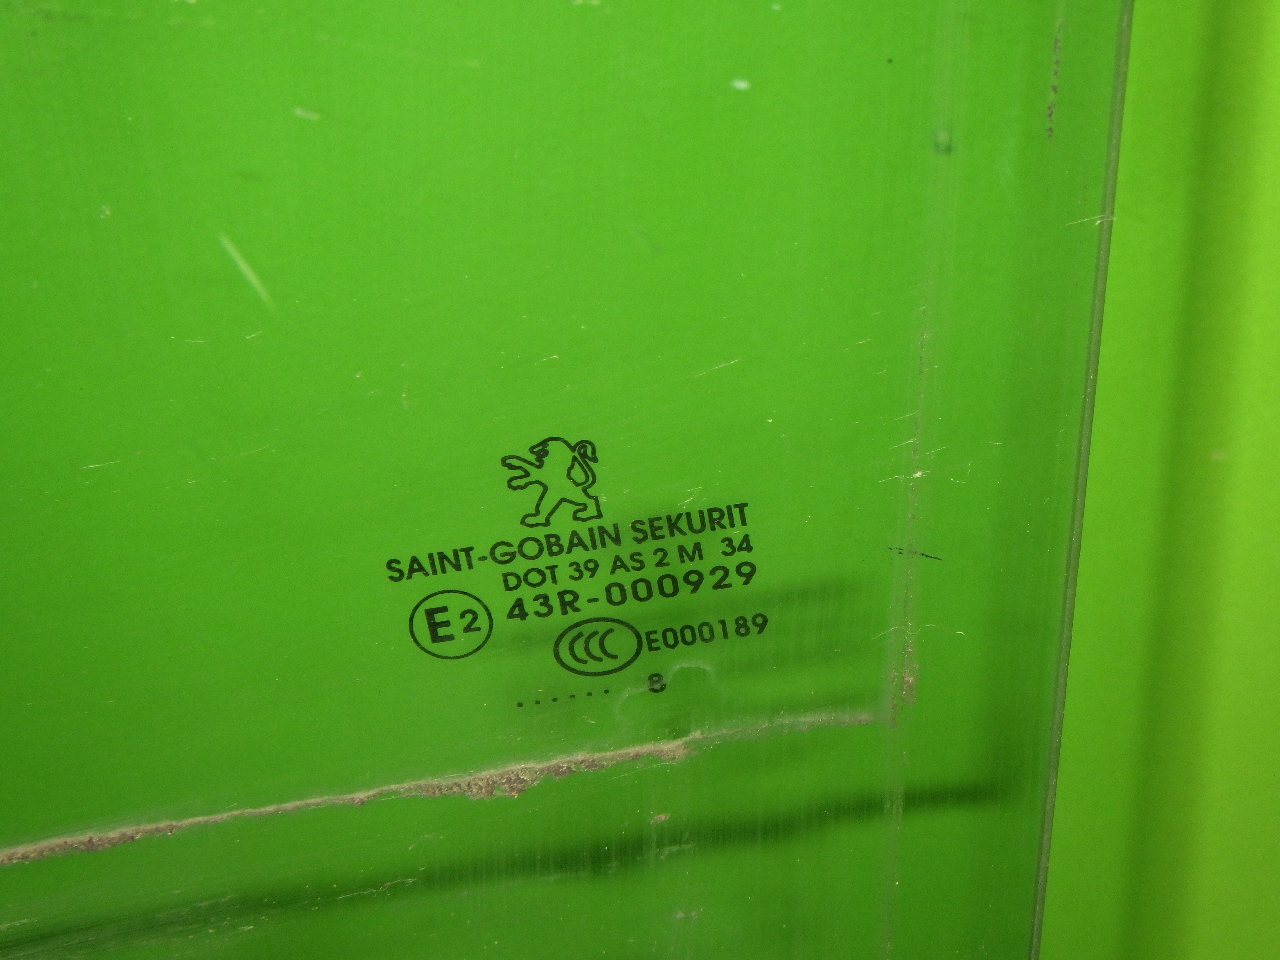 SAINT-GOBAIN SEKURIT
DOT 39 AS 2 M 34
E2 43R-000929
CCC E000189
...... 8